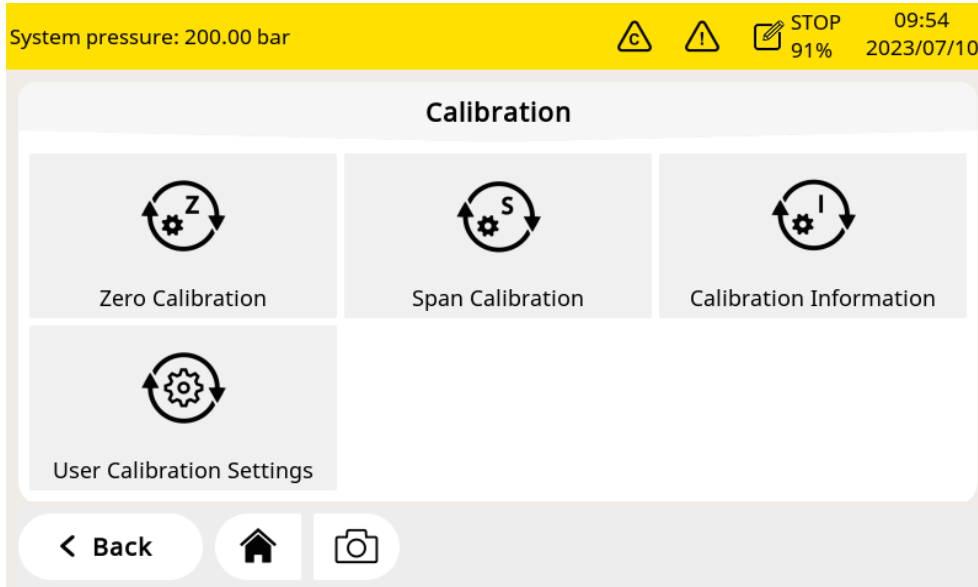 System pressure: 200.00 bar
C
!
STOP
91%
09:54
2023/07/10
Calibration
Z
S
I
Zero Calibration
Span Calibration
Calibration Information
User Calibration Settings
Back